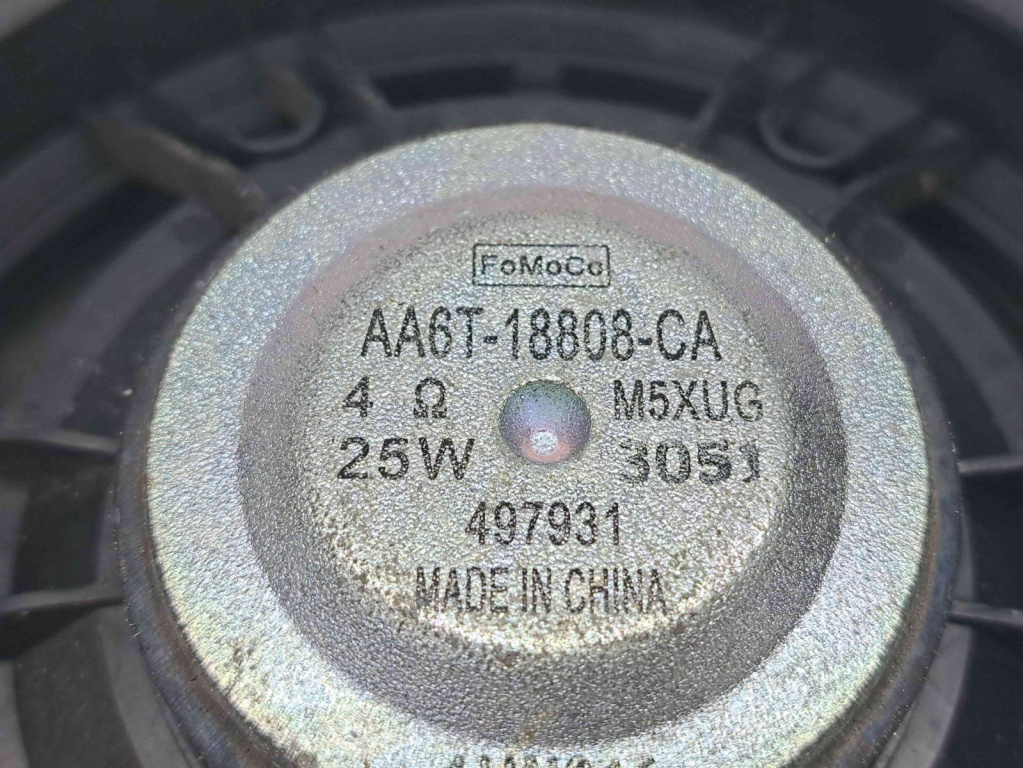 FoMoCo
AA6T-18808-CA
4 Ω M5XUG
25W 3051
497931
MADE IN CHINA